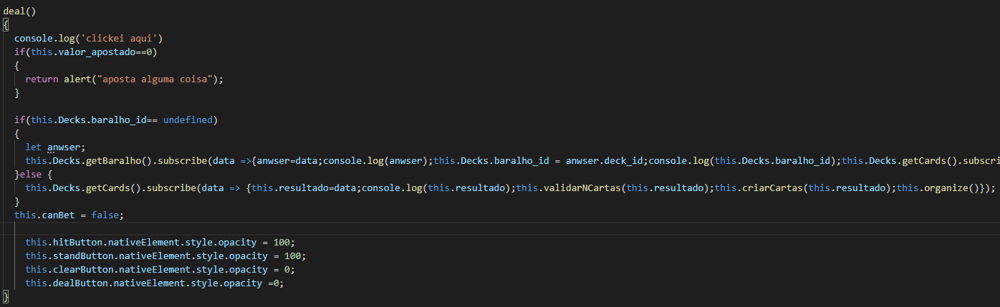 deal()
{
console.log('clickei aqui')
if(this.valor_apostado==0)
{
return alert("aposta alguma coisa");
}
if(this.Decks.baralho_id== undefined)
{
let anwser;
this.Decks.getBaralho().subscribe(data =>{anwser=data;console.log(anwser);this.Decks.baralho_id = anwser.deck_id;console.log(this.Decks.baralho_id);this.Decks.getCards().subscri
}else {
this.Decks.getCards().subscribe(data => {this.resultado=data;console.log(this.resultado);this.validarNCartas(this.resultado);this.criarCartas(this.resultado);this.organize()});
}
this.canBet = false;
this.hitButton.nativeElement.style.opacity = 100;
this.standButton.nativeElement.style.opacity = 100;
this.clearButton.nativeElement.style.opacity = 0;
this.dealButton.nativeElement.style.opacity =0;
}